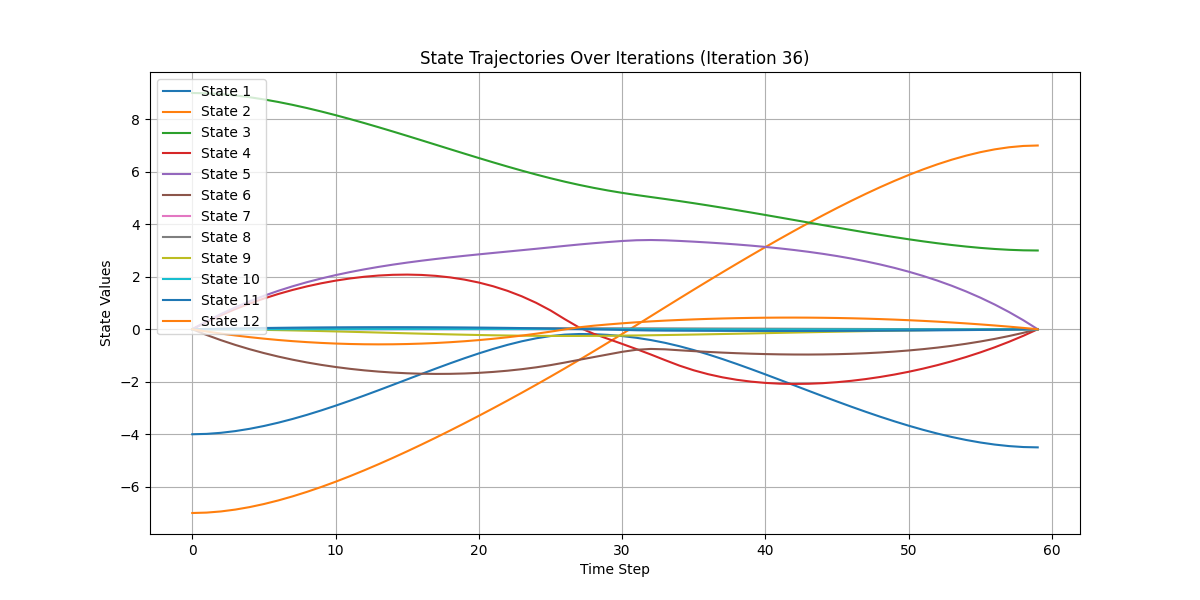 State Trajectories Over Iterations (Iteration 36)
State 1
State 2
State 3
State 4
State 5
State 6
State 7
State 8
State 9
State 10
State 11
State 12
State Values
8
6
4
2
0
−2
−4
−6
0 10 20 30 40 50 60
Time Step